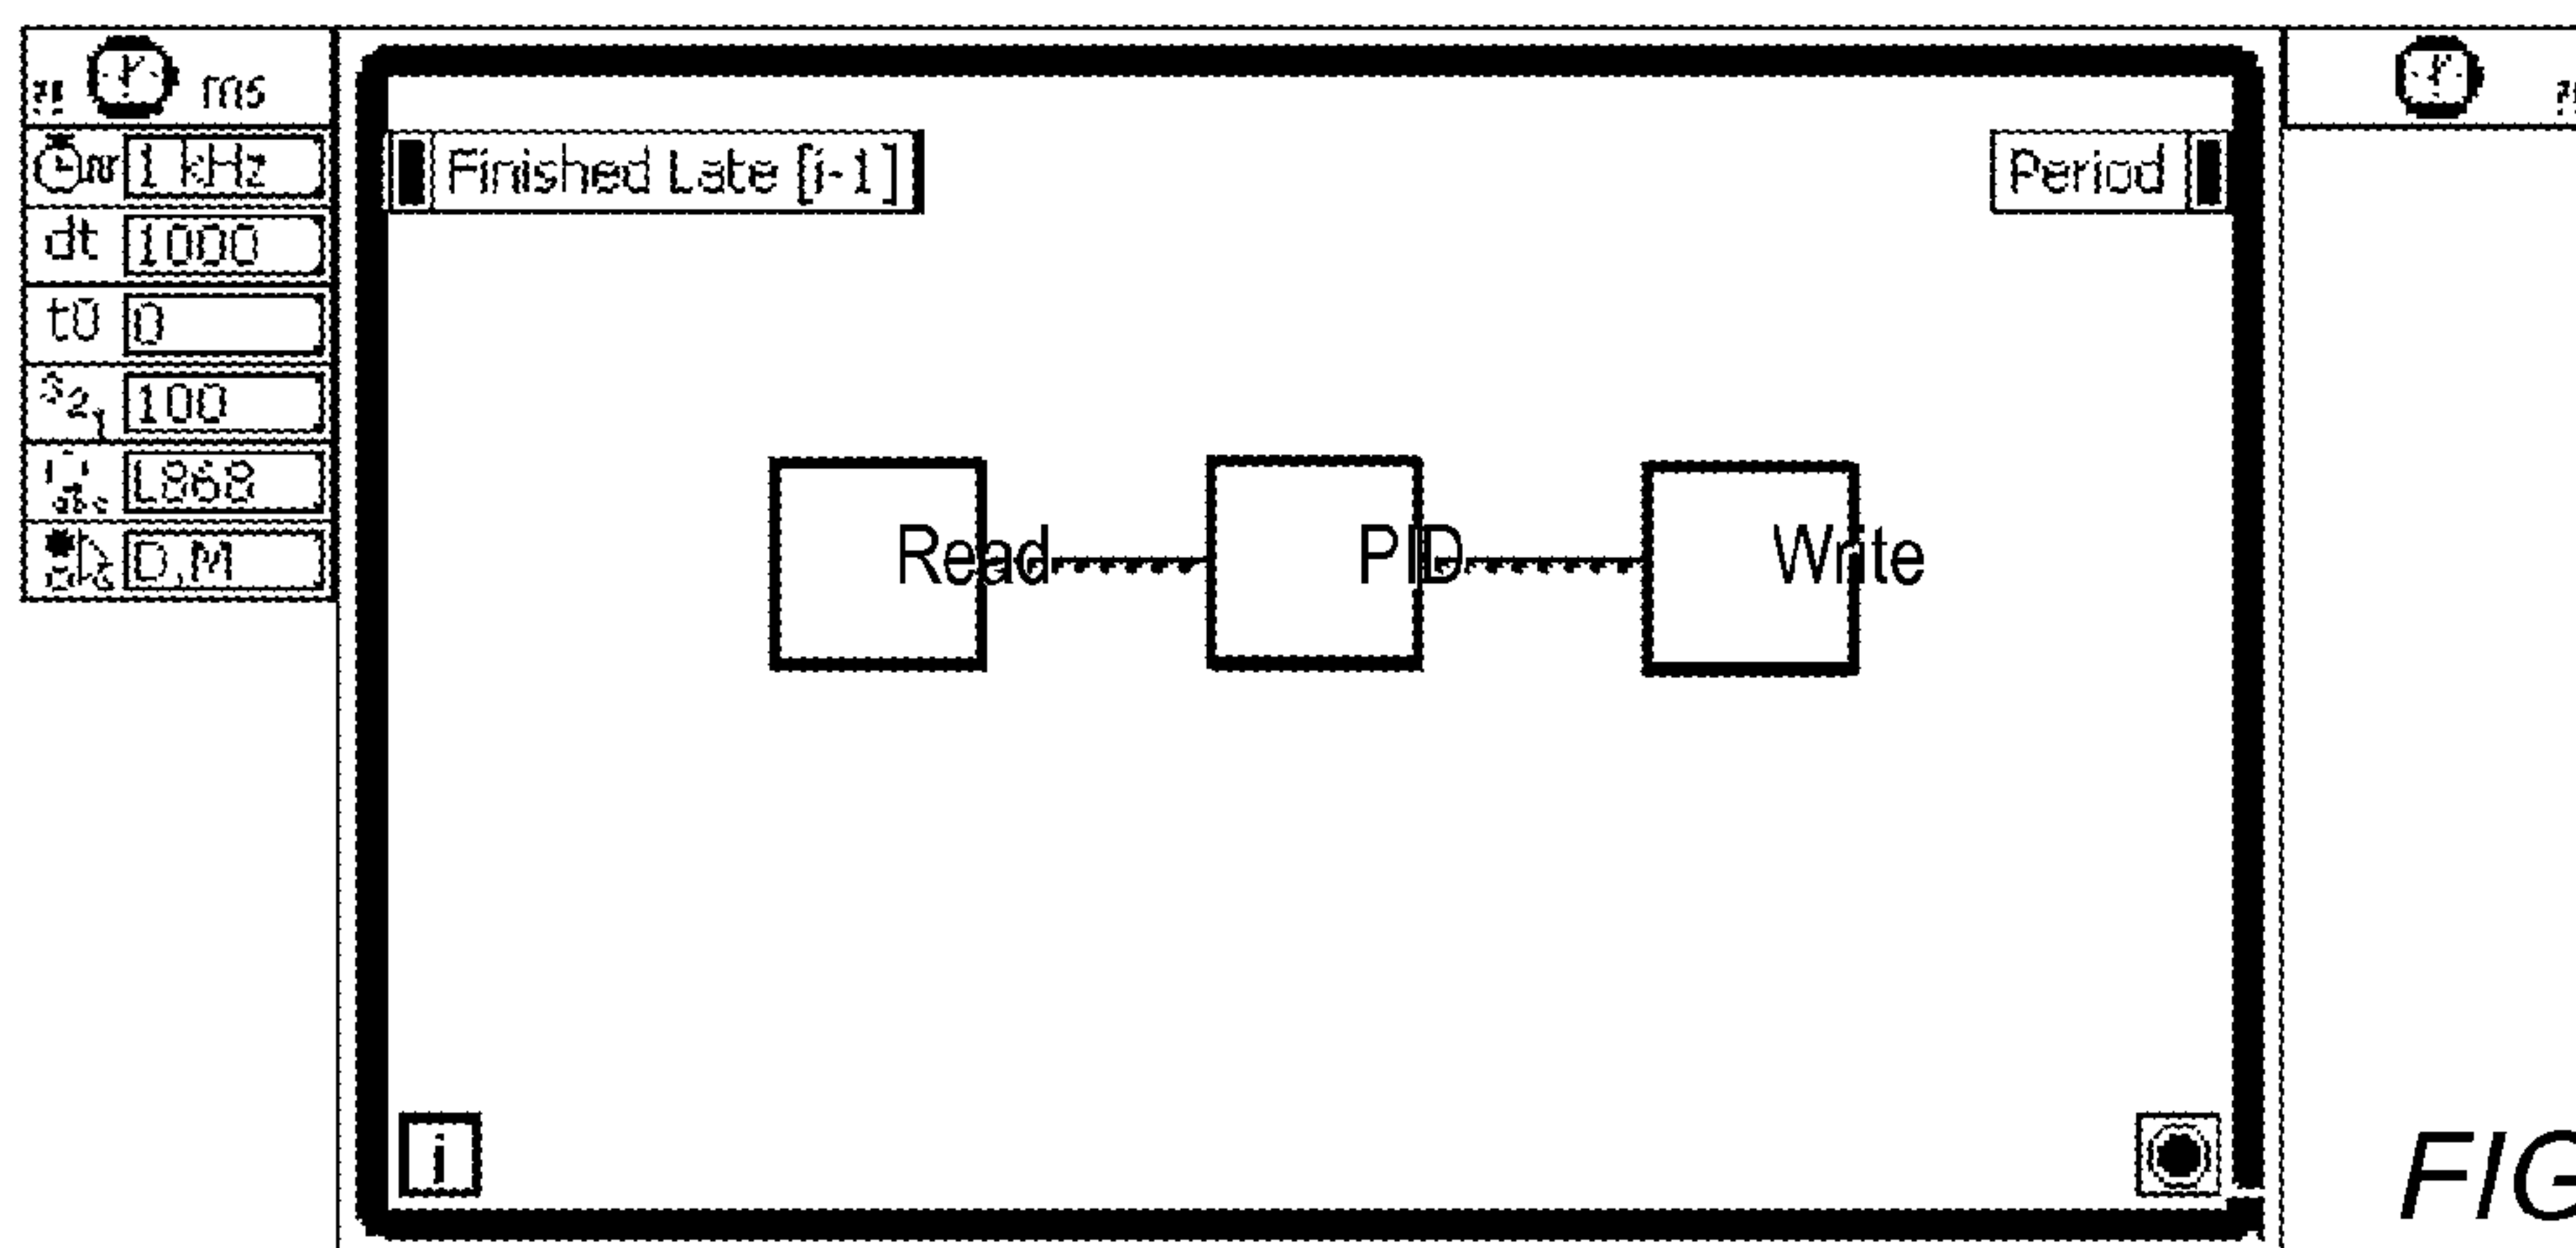 ms
1 kHz
Finished Late [i-1]
Period
dt 1000
t0 0
100
L868
D,M
Read
PID
Write
i
FIG